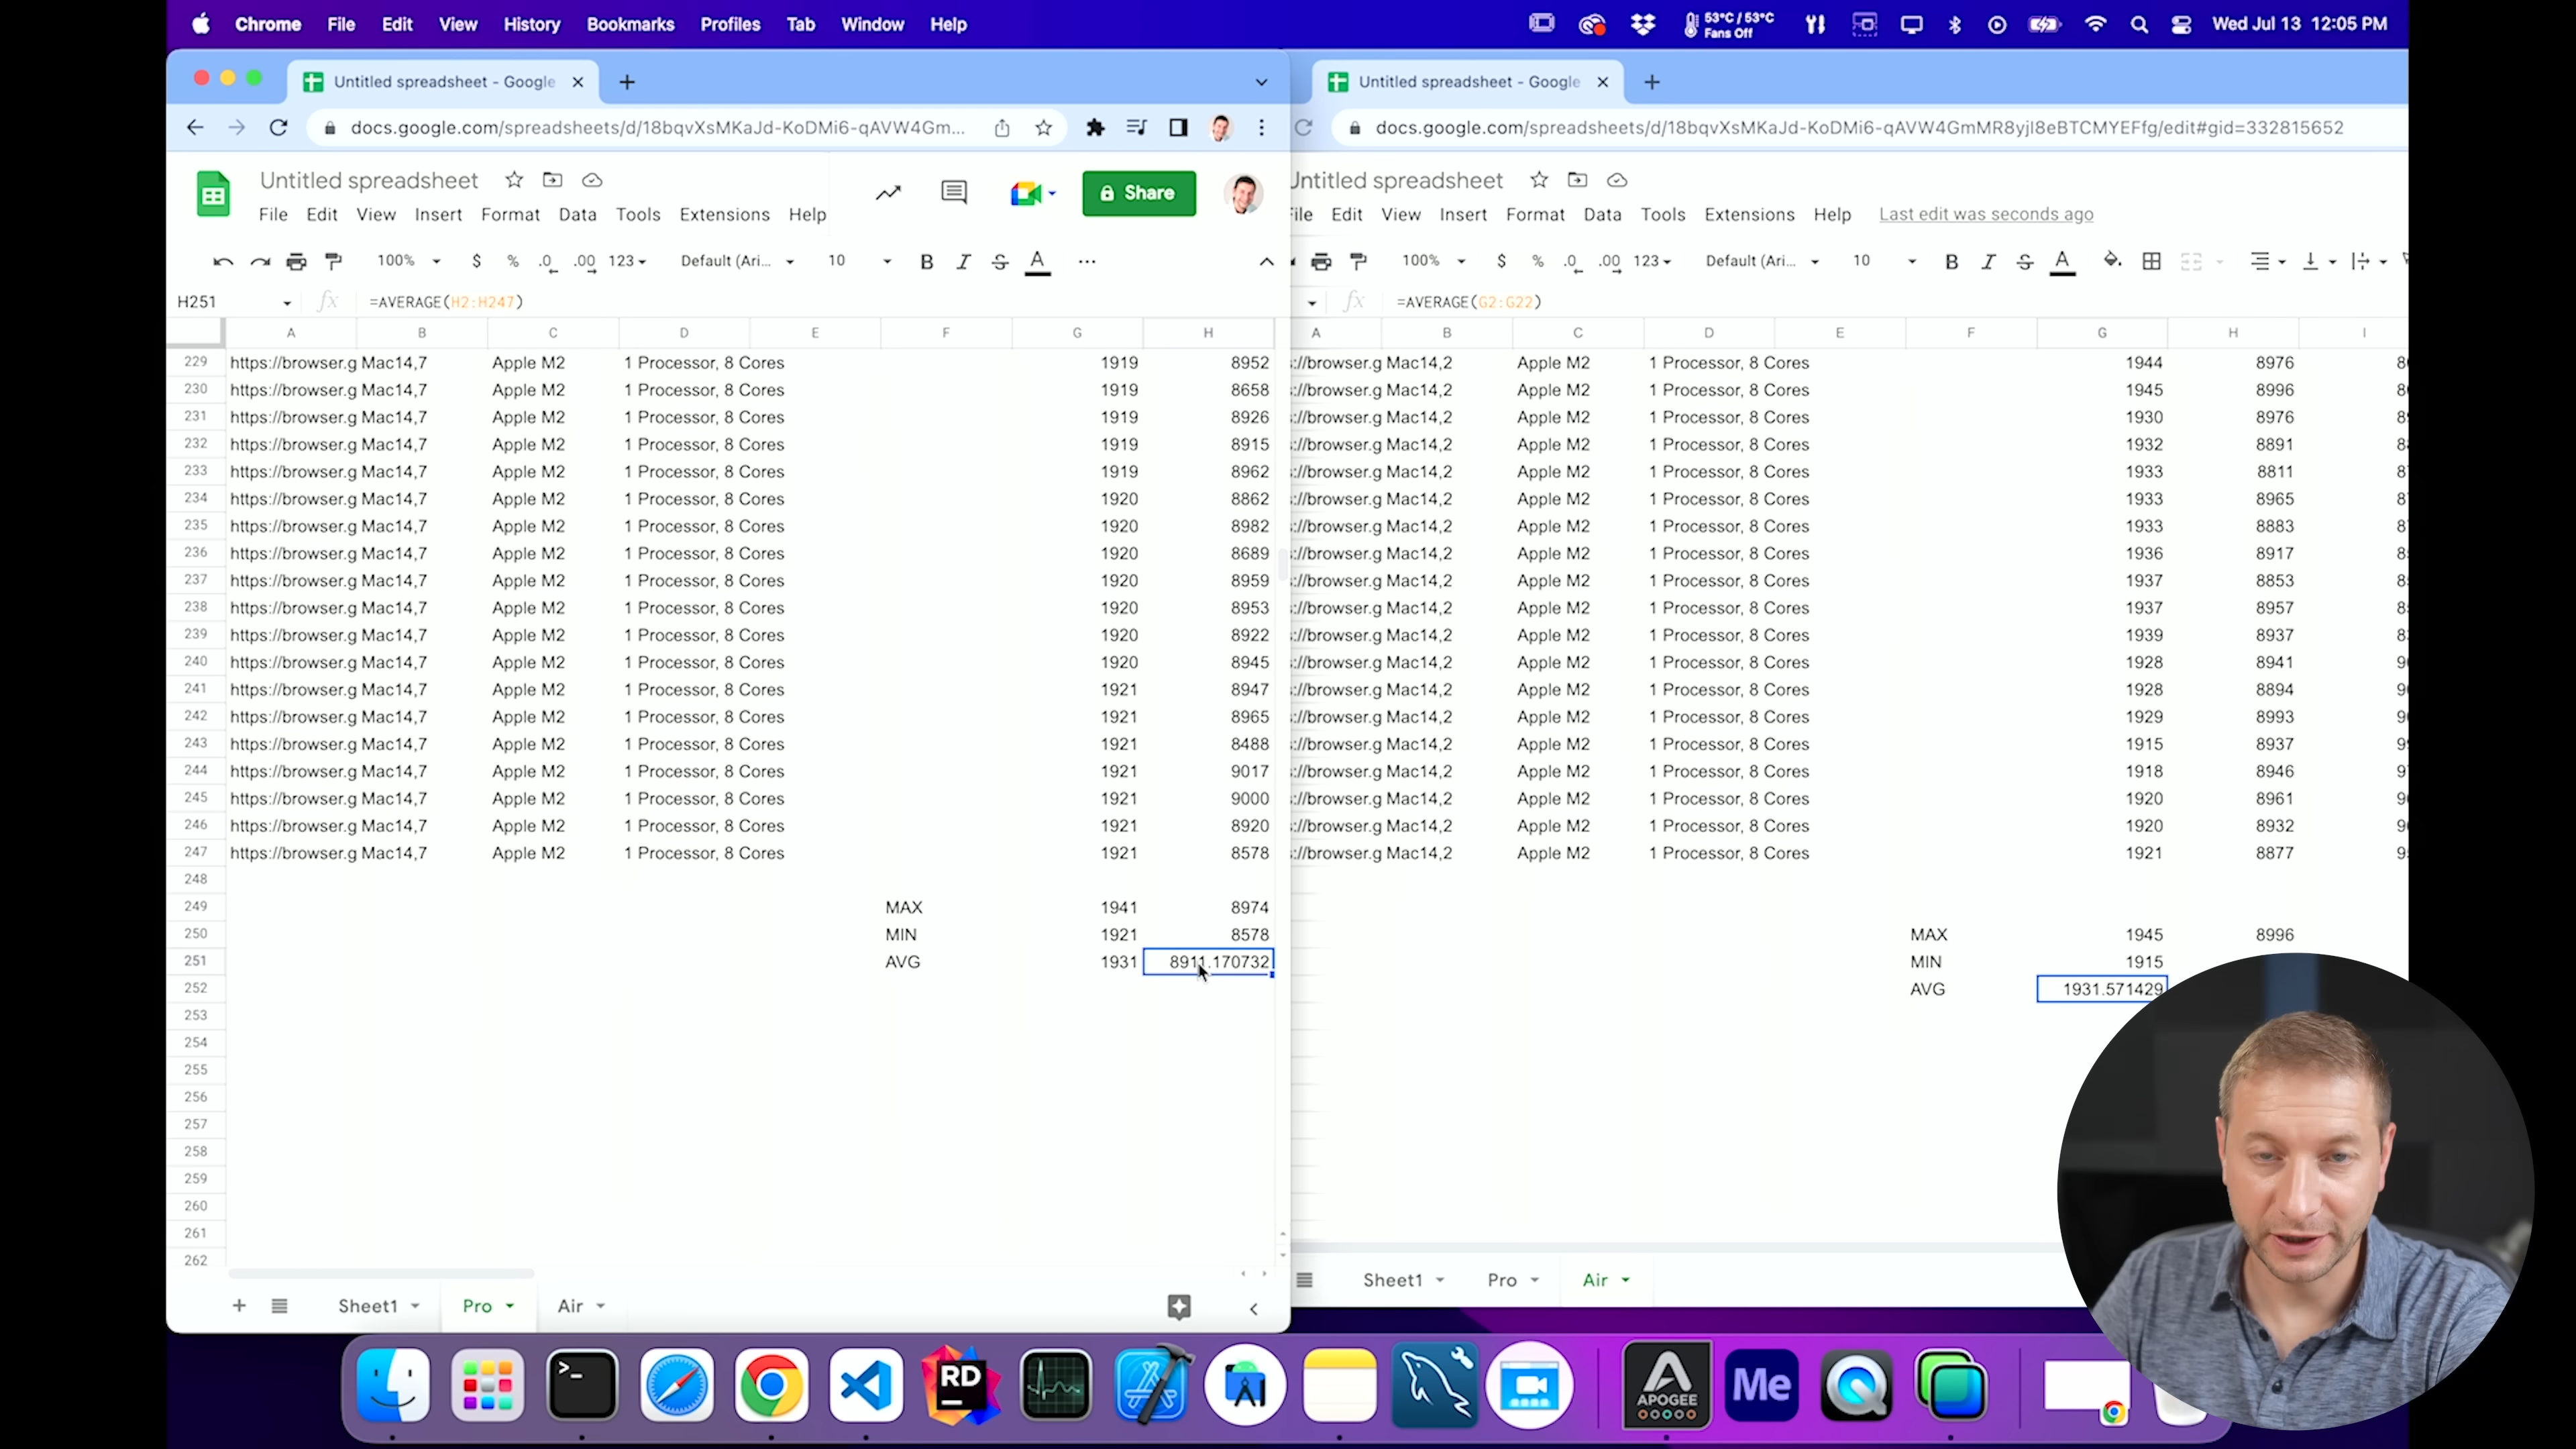 Chrome File Edit View History Bookmarks Profiles Tab Window Help 53°C / 53°C Fans Off Wed Jul 13 12:05 PM
Untitled spreadsheet - Google
docs.google.com/spreadsheets/d/18bqvXsMKaJd-KoDMi6-qAVW4Gm...
Untitled spreadsheet
Share
File Edit View Insert Format Data Tools Extensions Help
100% $ % .0 .00 123 Default (Ari... 10 B I S A ...
H251 fx =AVERAGE(H2:H247)
A B C D E F G H
229 https://browser.g Mac14,7 Apple M2 1 Processor, 8 Cores 1919 8952
230 https://browser.g Mac14,7 Apple M2 1 Processor, 8 Cores 1919 8658
231 https://browser.g Mac14,7 Apple M2 1 Processor, 8 Cores 1919 8926
232 https://browser.g Mac14,7 Apple M2 1 Processor, 8 Cores 1919 8915
233 https://browser.g Mac14,7 Apple M2 1 Processor, 8 Cores 1919 8962
234 https://browser.g Mac14,7 Apple M2 1 Processor, 8 Cores 1920 8862
235 https://browser.g Mac14,7 Apple M2 1 Processor, 8 Cores 1920 8982
236 https://browser.g Mac14,7 Apple M2 1 Processor, 8 Cores 1920 8689
237 https://browser.g Mac14,7 Apple M2 1 Processor, 8 Cores 1920 8959
238 https://browser.g Mac14,7 Apple M2 1 Processor, 8 Cores 1920 8953
239 https://browser.g Mac14,7 Apple M2 1 Processor, 8 Cores 1920 8922
240 https://browser.g Mac14,7 Apple M2 1 Processor, 8 Cores 1920 8945
241 https://browser.g Mac14,7 Apple M2 1 Processor, 8 Cores 1921 8947
242 https://browser.g Mac14,7 Apple M2 1 Processor, 8 Cores 1921 8965
243 https://browser.g Mac14,7 Apple M2 1 Processor, 8 Cores 1921 8488
244 https://browser.g Mac14,7 Apple M2 1 Processor, 8 Cores 1921 9017
245 https://browser.g Mac14,7 Apple M2 1 Processor, 8 Cores 1921 9000
246 https://browser.g Mac14,7 Apple M2 1 Processor, 8 Cores 1921 8920
247 https://browser.g Mac14,7 Apple M2 1 Processor, 8 Cores 1921 8578
248
249 MAX 1941 8974
250 MIN 1921 8578
251 AVG 1931 8911.170732
252
253
254
255
256
257
258
259
260
261
262
Sheet1 Pro Air
Untitled spreadsheet - Google
docs.google.com/spreadsheets/d/18bqvXsMKaJd-KoDMi6-qAVW4GmMR8yjI8eBTCMYEFfg/edit#gid=332815652
Untitled spreadsheet
File Edit View Insert Format Data Tools Extensions Help Last edit was seconds ago
100% $ % .0 .00 123 Default (Ari... 10 B I S A
fx =AVERAGE(G2:G22)
A B C D E F G H I
://browser.g Mac14,2 Apple M2 1 Processor, 8 Cores 1944 8976
://browser.g Mac14,2 Apple M2 1 Processor, 8 Cores 1945 8996
://browser.g Mac14,2 Apple M2 1 Processor, 8 Cores 1930 8976
://browser.g Mac14,2 Apple M2 1 Processor, 8 Cores 1932 8891
://browser.g Mac14,2 Apple M2 1 Processor, 8 Cores 1933 8811
://browser.g Mac14,2 Apple M2 1 Processor, 8 Cores 1933 8965
://browser.g Mac14,2 Apple M2 1 Processor, 8 Cores 1933 8883
://browser.g Mac14,2 Apple M2 1 Processor, 8 Cores 1936 8917
://browser.g Mac14,2 Apple M2 1 Processor, 8 Cores 1937 8853
://browser.g Mac14,2 Apple M2 1 Processor, 8 Cores 1937 8957
://browser.g Mac14,2 Apple M2 1 Processor, 8 Cores 1939 8937
://browser.g Mac14,2 Apple M2 1 Processor, 8 Cores 1928 8941
://browser.g Mac14,2 Apple M2 1 Processor, 8 Cores 1928 8894
://browser.g Mac14,2 Apple M2 1 Processor, 8 Cores 1929 8993
://browser.g Mac14,2 Apple M2 1 Processor, 8 Cores 1915 8937
://browser.g Mac14,2 Apple M2 1 Processor, 8 Cores 1918 8946
://browser.g Mac14,2 Apple M2 1 Processor, 8 Cores 1920 8961
://browser.g Mac14,2 Apple M2 1 Processor, 8 Cores 1920 8932
://browser.g Mac14,2 Apple M2 1 Processor, 8 Cores 1921 8877
MAX 1945 8996
MIN 1915
AVG 1931.571429
Sheet1 Pro Air
RD
APOGEE
Me